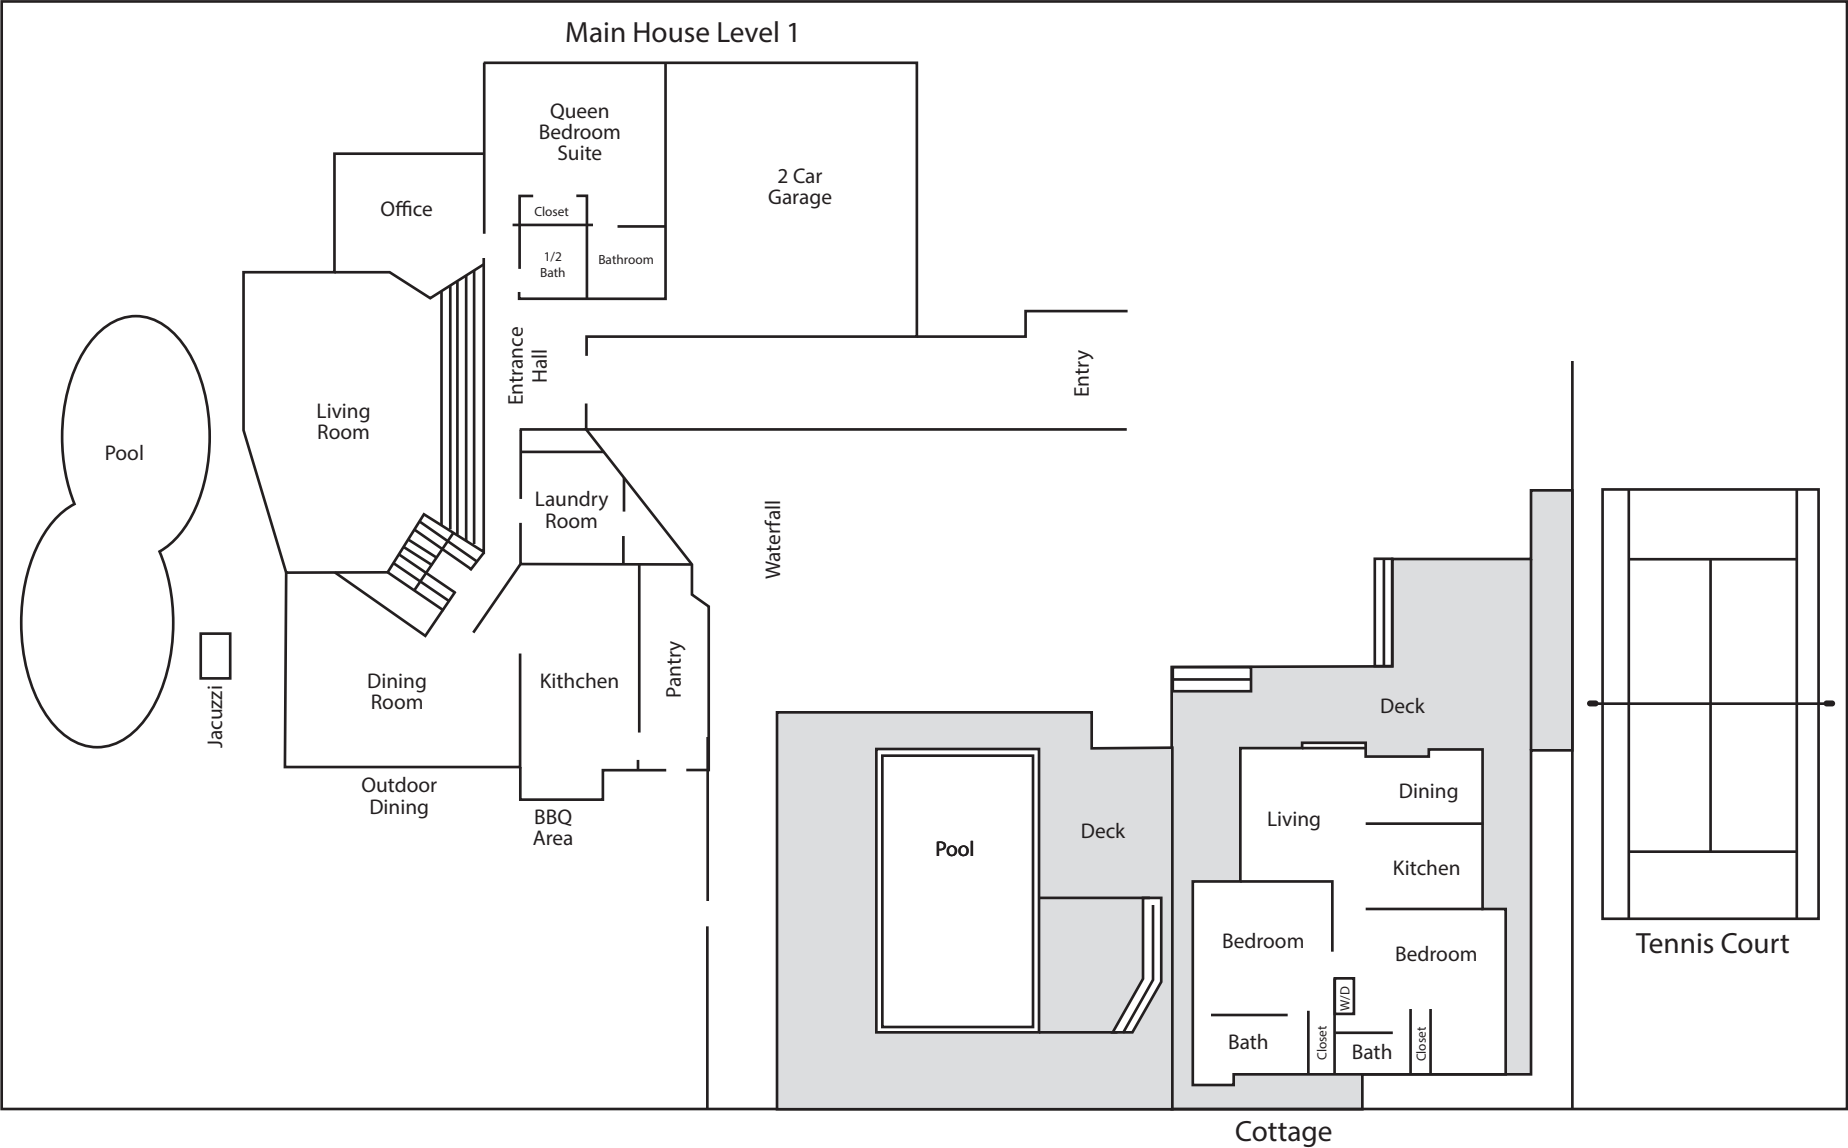 Main House Level 1
Queen
Bedroom
Suite
2 Car
Garage
Office
Closet
1/2
Bath
Bathroom
Entrance
Hall
Entry
Living
Room
Pool
Laundry
Room
Waterfall
Jacuzzi
Dining
Room
Kithchen
Pantry
Outdoor
Dining
BBQ
Area
Deck
Pool
Deck
Living
Dining
Kitchen
Bedroom
Bedroom
W/D
Bath
Closet
Bath
Closet
Tennis Court
Cottage